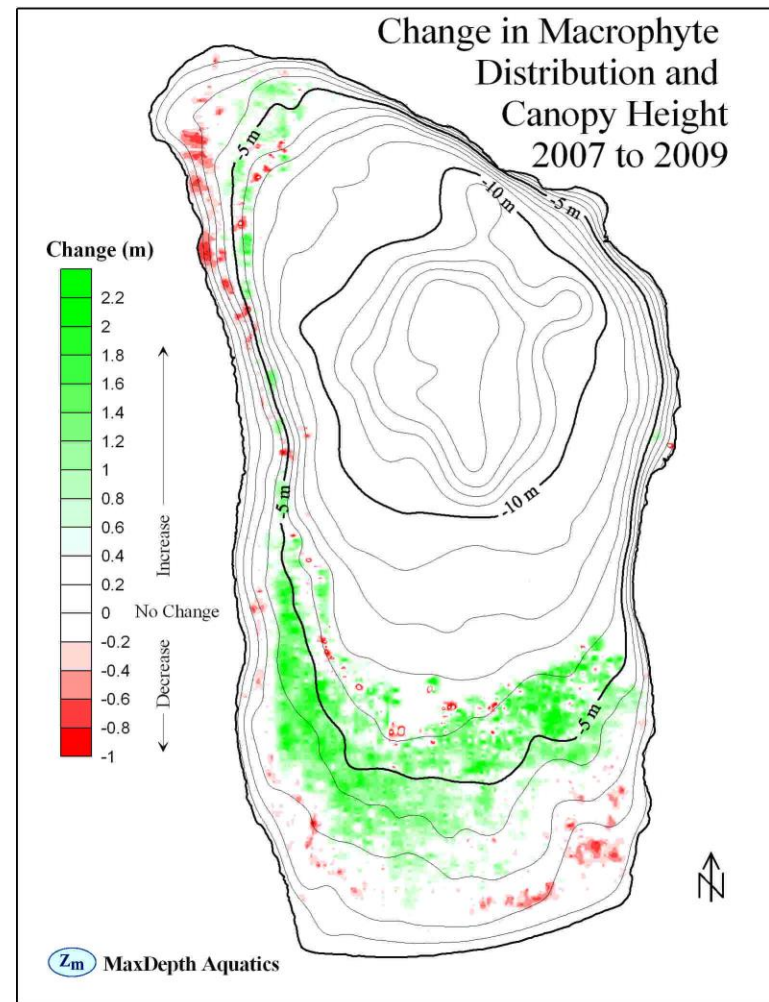 Change in Macrophyte
Distribution and
Canopy Height
2007 to 2009
-5 m
-10 m
-5 m
Change (m)
2.2
2
1.8
1.6
1.4
1.2
1
0.8
0.6
0.4
0.2
0
-0.2
-0.4
-0.6
-0.8
-1
Increase
No Change
Decrease
-5 m
-10 m
-5 m
N
Zm MaxDepth Aquatics